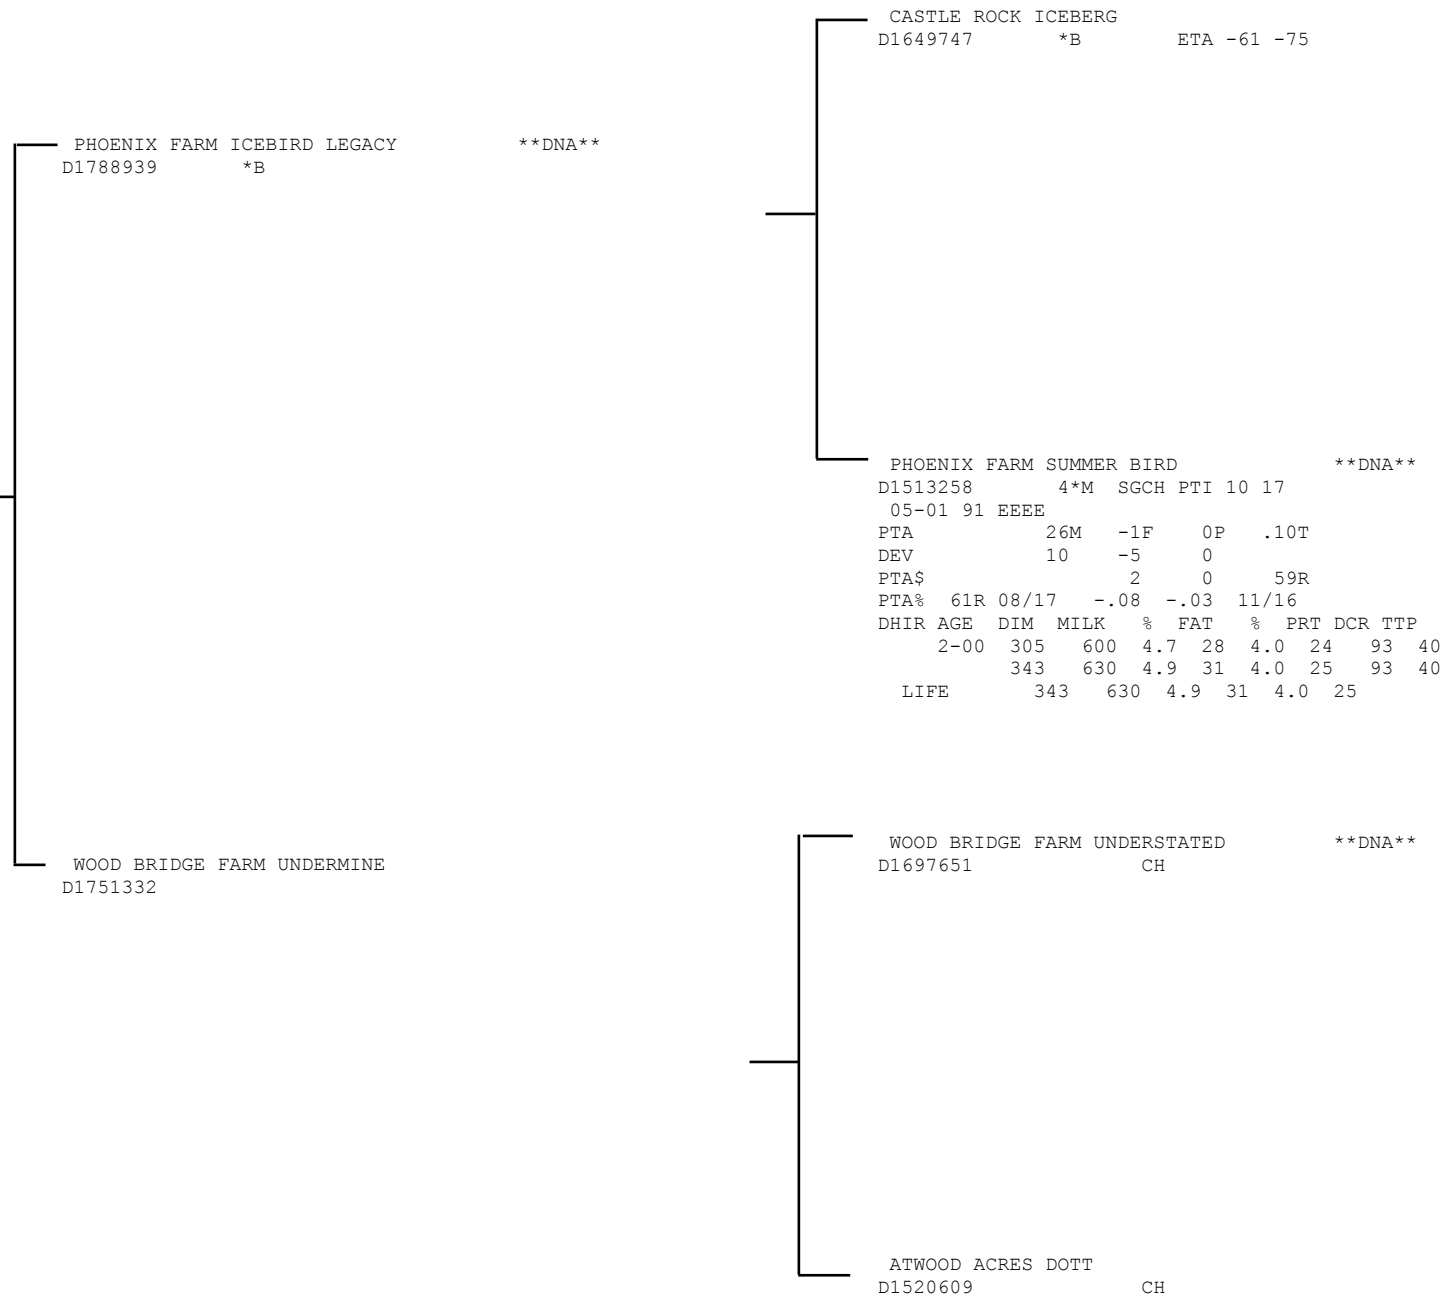 CASTLE ROCK ICEBERG
D1649747 *B ETA -61 -75
PHOENIX FARM ICEBIRD LEGACY **DNA**
D1788939 *B
PHOENIX FARM SUMMER BIRD **DNA**
D1513258 4*M SGCH PTI 10 17
05-01 91 EEEE
PTA 26M -1F 0P .10T
DEV 10 -5 0
PTA$ 2 0 59R
PTA% 61R 08/17 -.08 -.03 11/16
DHIR AGE DIM MILK % FAT % PRT DCR TTP
2-00 305 600 4.7 28 4.0 24 93 40
343 630 4.9 31 4.0 25 93 40
LIFE 343 630 4.9 31 4.0 25
WOOD BRIDGE FARM UNDERSTATED **DNA**
D1697651 CH
WOOD BRIDGE FARM UNDERMINE
D1751332
ATWOOD ACRES DOTT
D1520609 CH